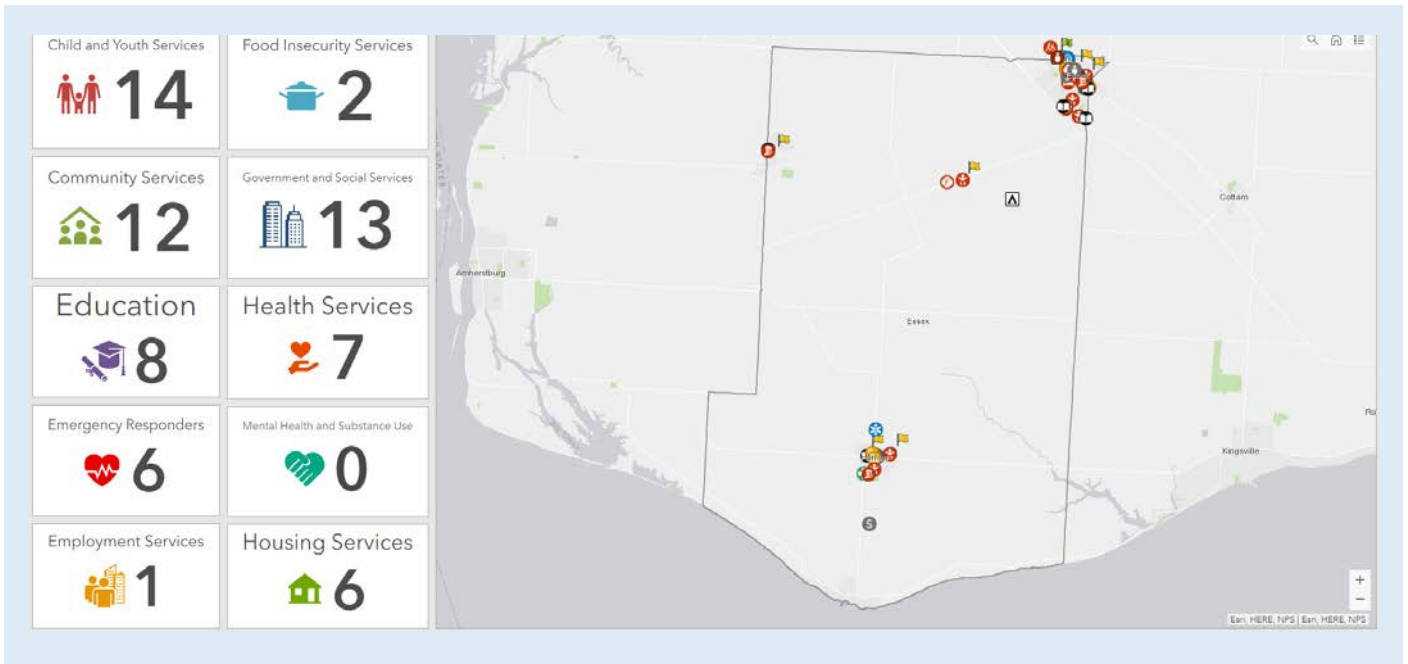 Child and Youth Services
14
Food Insecurity Services
2
Community Services
12
Government and Social Services
13
Education
8
Health Services
7
Emergency Responders
6
Mental Health and Substance Use
0
Employment Services
1
Housing Services
6
Cottam
Amherstburg
Essex
Kingsville
S
+
−
Esri, HERE, NPS | Esri, HERE, NPS